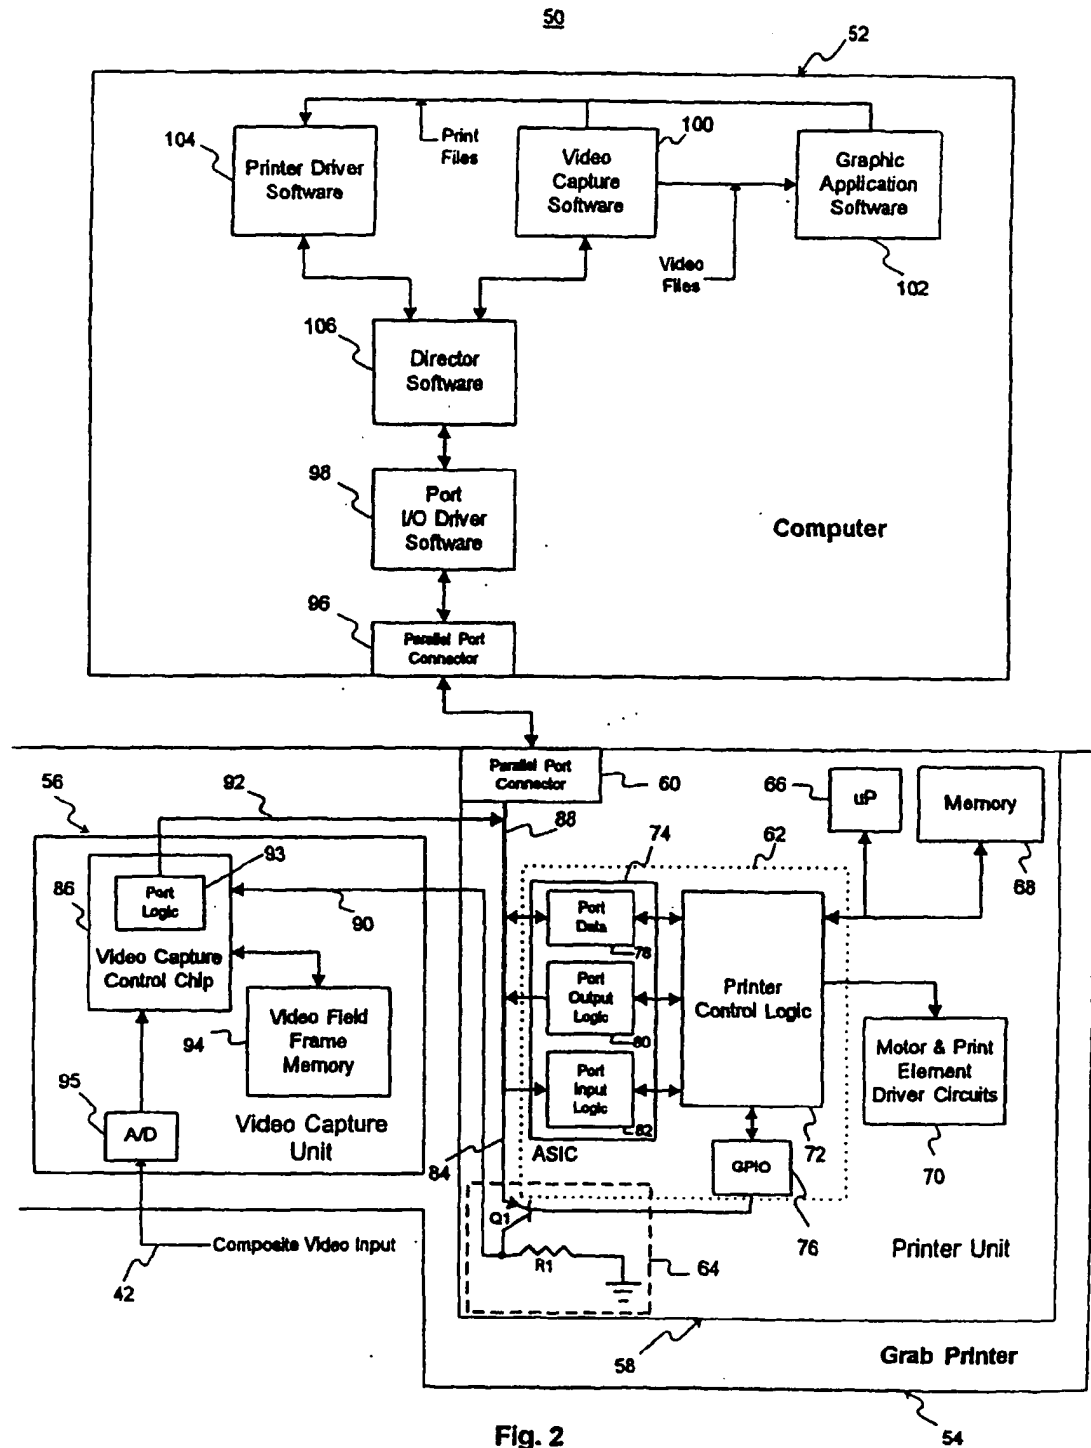 50
52
104
Printer Driver
Software
Print
Files
Video
Capture
Software
100
Graphic
Application
Software
Video
Files
102
106
Director
Software
98
Port
I/O Driver
Software
Computer
96
Parallel Port
Connector
Parallel Port
Connector
60
66
uP
Memory
68
56
92
88
74
62
93
86
Port
Logic
90
Video Capture
Control Chip
Port
Data
78
Port
Output
Logic
80
Port
Input
Logic
82
Printer
Control Logic
94
Video Field
Frame
Memory
Motor & Print
Element
Driver Circuits
95
A/D
Video Capture
Unit
84
ASIC
GPIO
72
70
Q1
R1
64
76
Printer Unit
Composite Video Input
42
58
Grab Printer
54
Fig. 2